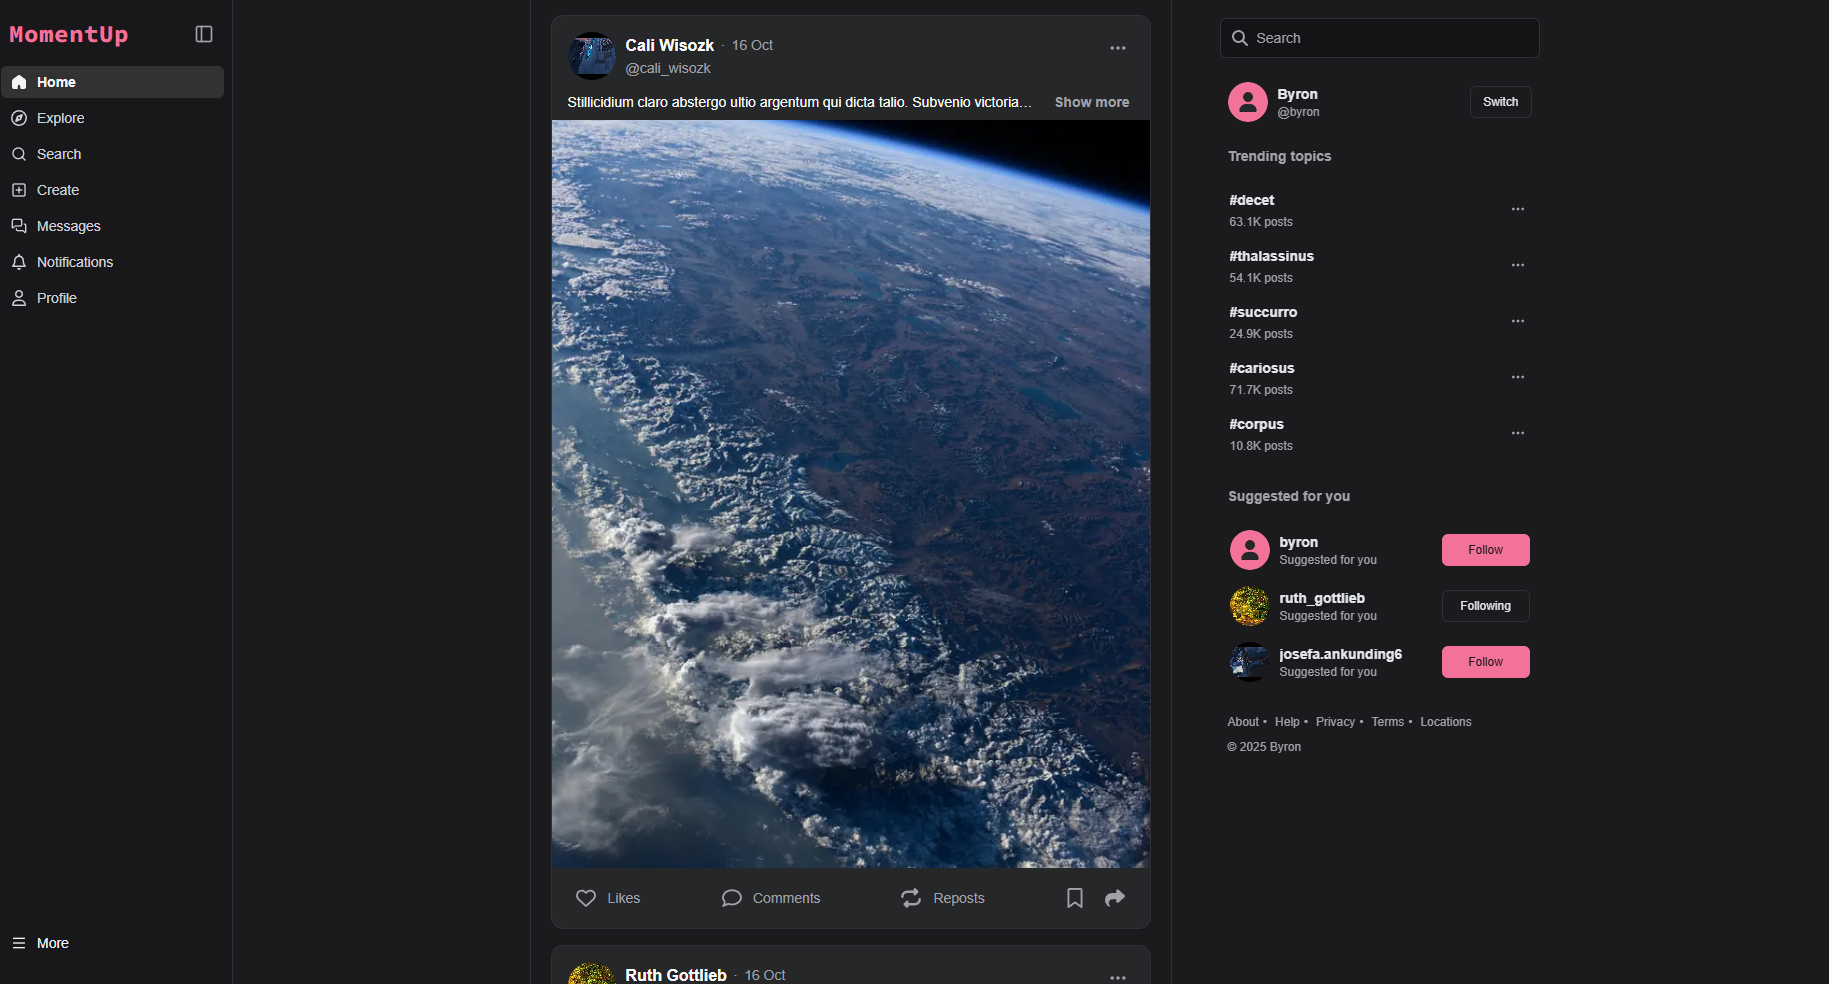 MomentUp
Home
Explore
Search
Create
Messages
Notifications
Profile
More
Cali Wisozk · 16 Oct
@cali_wisozk
Stillicidium claro abstergo ultio argentum qui dicta talio. Subvenio victoria... Show more
Likes Comments Reposts
Ruth Gottlieb · 16 Oct
Search
Byron
@byron
Switch
Trending topics
#decet
63.1K posts
#thalassinus
54.1K posts
#succurro
24.9K posts
#cariosus
71.7K posts
#corpus
10.8K posts
Suggested for you
byron
Suggested for you
Follow
ruth_gottlieb
Suggested for you
Following
josefa.ankunding6
Suggested for you
Follow
About • Help • Privacy • Terms • Locations
© 2025 Byron